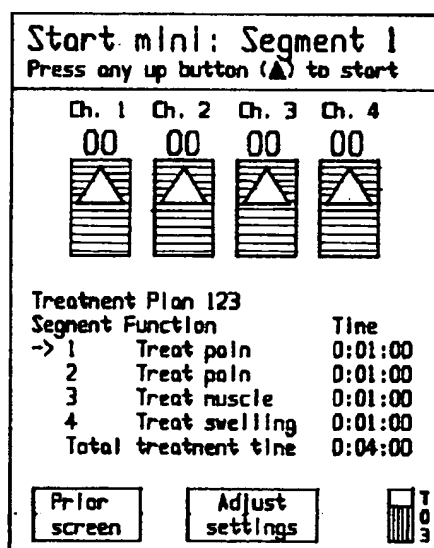 Start mini: Segment 1
Press any up button (▲) to start
Ch. 1 Ch. 2 Ch. 3 Ch. 4
00 00 00 00
Treatment Plan 123
Segment Function Time
-> 1 Treat pain 0:01:00
2 Treat pain 0:01:00
3 Treat muscle 0:01:00
4 Treat swelling 0:01:00
Total treatment time 0:04:00
Prior screen
Adjust settings
T03